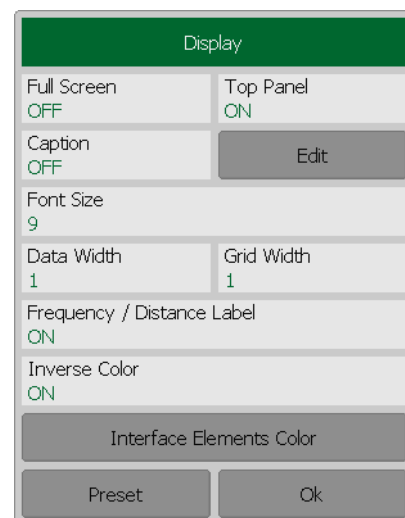 Display
Full Screen
OFF
Top Panel
ON
Caption
OFF
Edit
Font Size
9
Data Width
1
Grid Width
1
Frequency / Distance Label
ON
Inverse Color
ON
Interface Elements Color
Preset
Ok